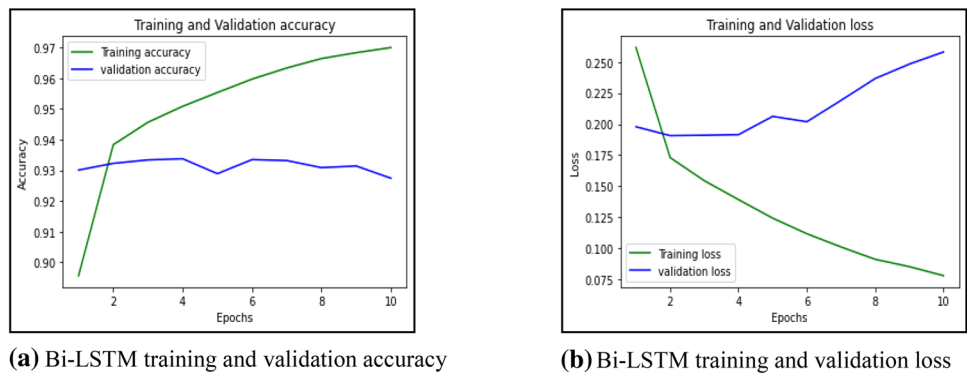 Training and Validation accuracy
0.97
0.96
0.95
0.94
0.93
0.92
0.91
0.90
Accuracy
Training accuracy
validation accuracy
2 4 6 8 10
Epochs
(a) Bi-LSTM training and validation accuracy
Training and Validation loss
0.250
0.225
0.200
0.175
0.150
0.125
0.100
0.075
Loss
Training loss
validation loss
2 4 6 8 10
Epochs
(b) Bi-LSTM training and validation loss